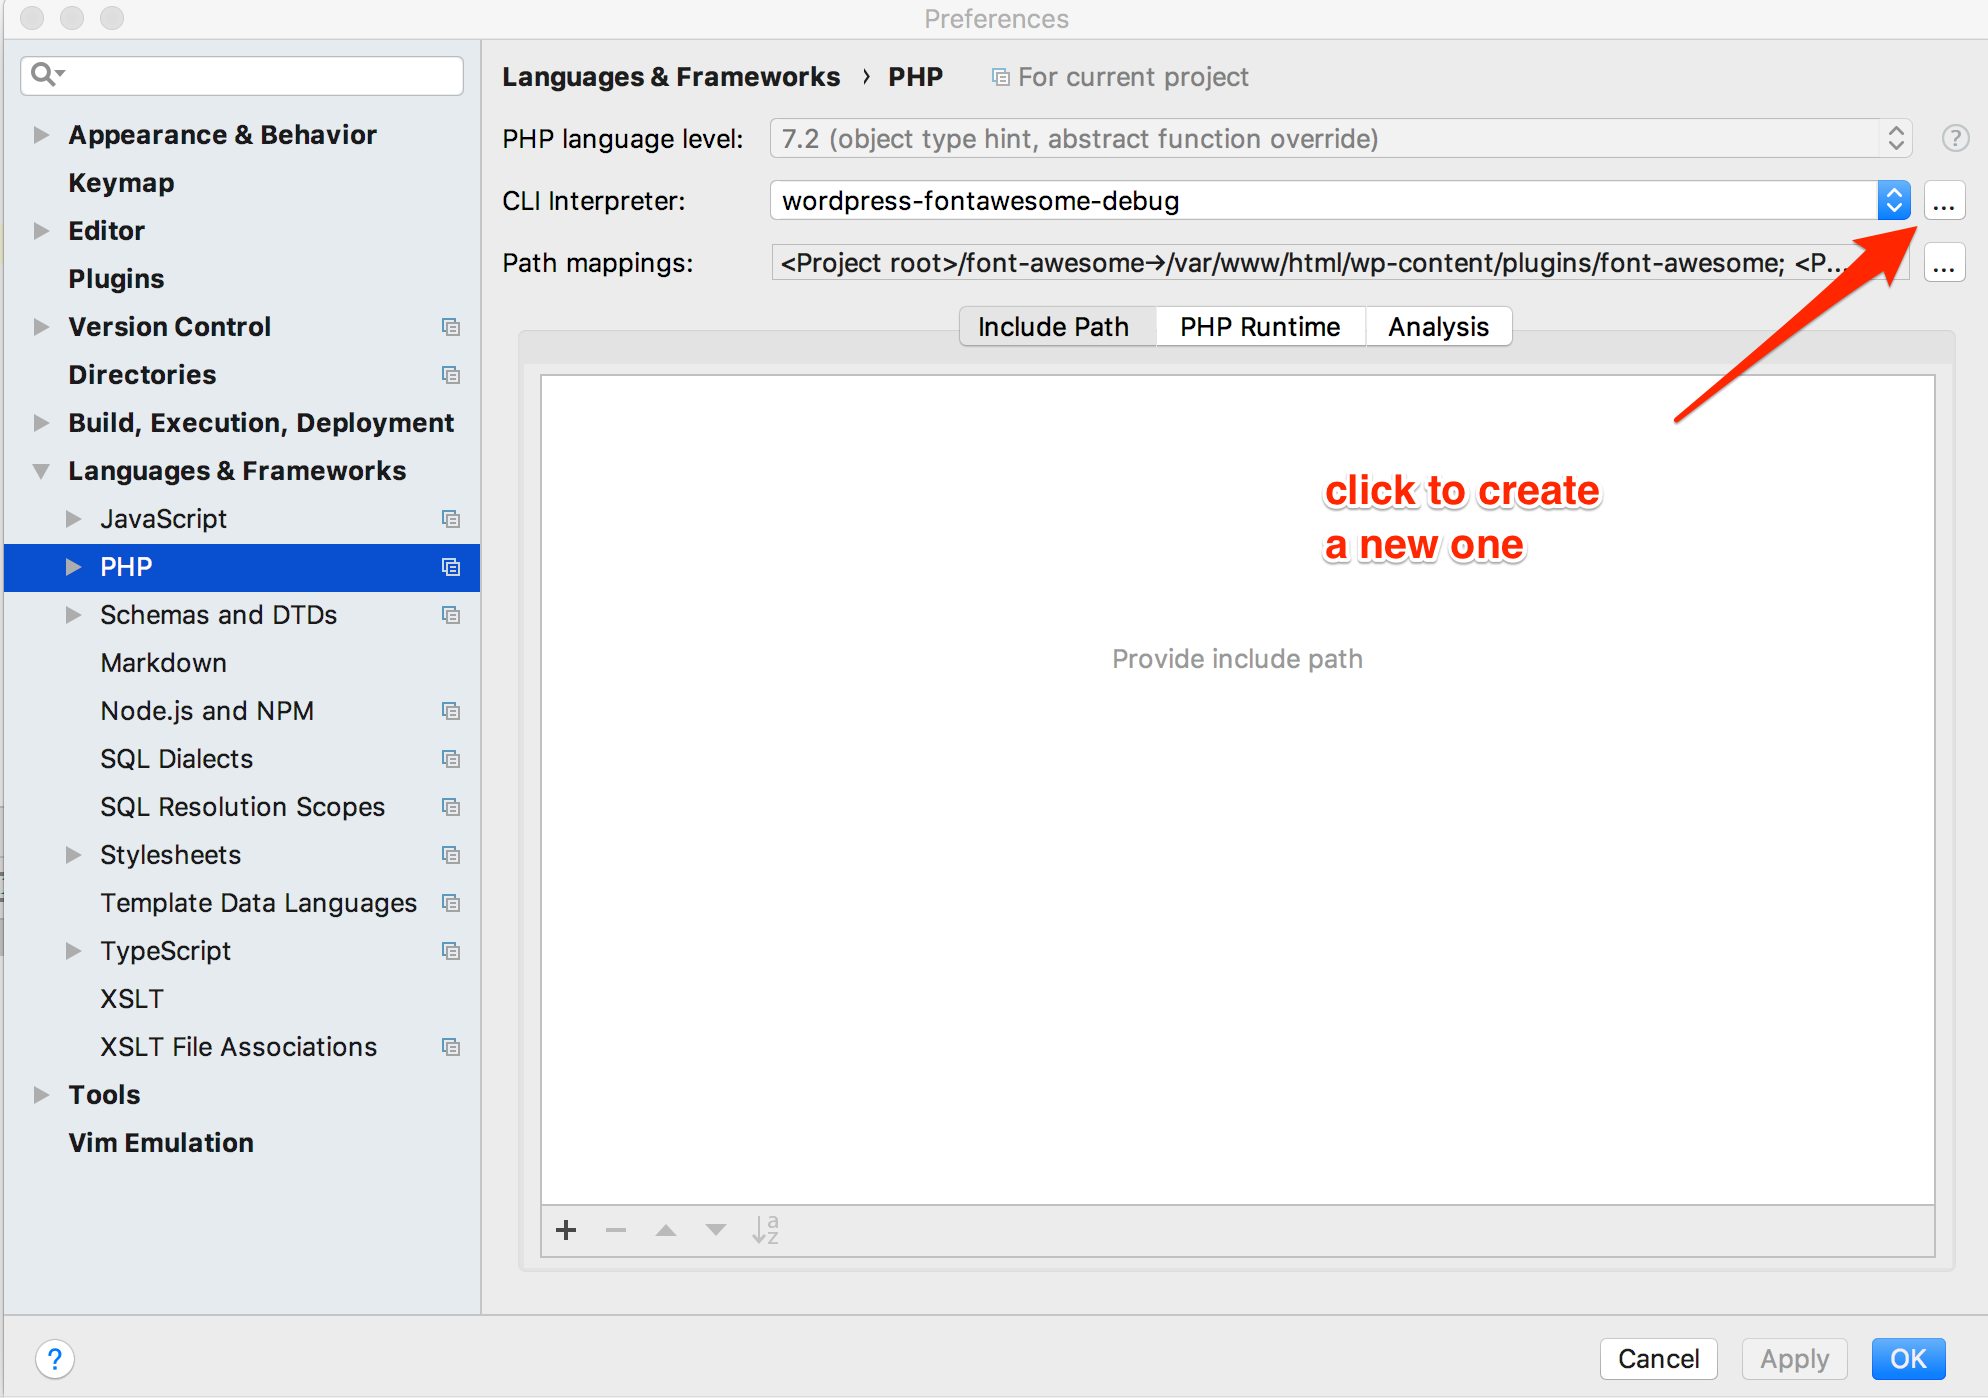 Preferences
Appearance & Behavior
Keymap
Editor
Plugins
Version Control
Directories
Build, Execution, Deployment
Languages & Frameworks
JavaScript
PHP
Schemas and DTDs
Markdown
Node.js and NPM
SQL Dialects
SQL Resolution Scopes
Stylesheets
Template Data Languages
TypeScript
XSLT
XSLT File Associations
Tools
Vim Emulation
Languages & Frameworks › PHP For current project
PHP language level: 7.2 (object type hint, abstract function override) ?
CLI Interpreter: wordpress-fontawesome-debug ...
Path mappings: <Project root>/font-awesome→/var/www/html/wp-content/plugins/font-awesome; <P... ...
Include Path PHP Runtime Analysis
click to create
a new one
Provide include path
a
z
? Cancel Apply OK